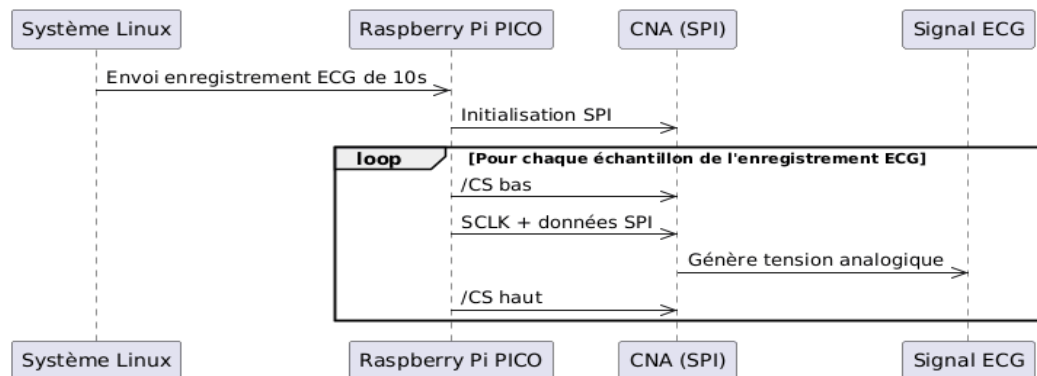 Système Linux Raspberry Pi PICO CNA (SPI) Signal ECG
Envoi enregistrement ECG de 10s
Initialisation SPI
loop [Pour chaque échantillon de l'enregistrement ECG]
/CS bas
SCLK + données SPI
Génère tension analogique
/CS haut
Système Linux Raspberry Pi PICO CNA (SPI) Signal ECG